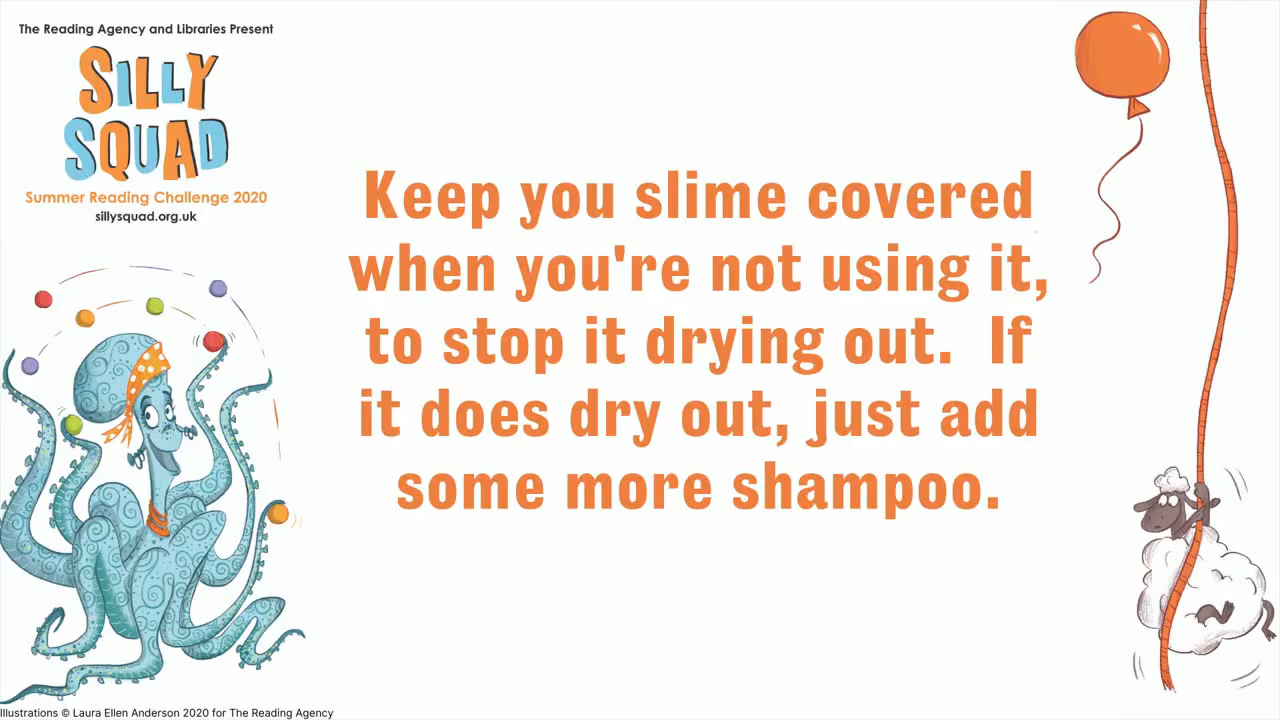 The Reading Agency and Libraries Present
SILLY
SQUAD
Summer Reading Challenge 2020
sillysquad.org.uk
Keep you slime covered
when you're not using it,
to stop it drying out.  If
it does dry out, just add
some more shampoo.
Illustrations © Laura Ellen Anderson 2020 for The Reading Agency